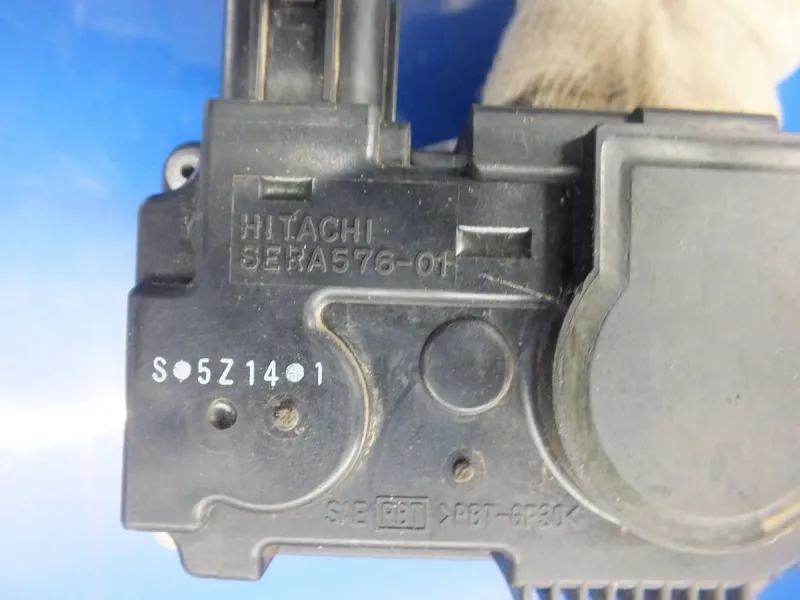 HITACHI
SERA576-01
S●5Z14●1
SAE PBT >PBT-GF30<